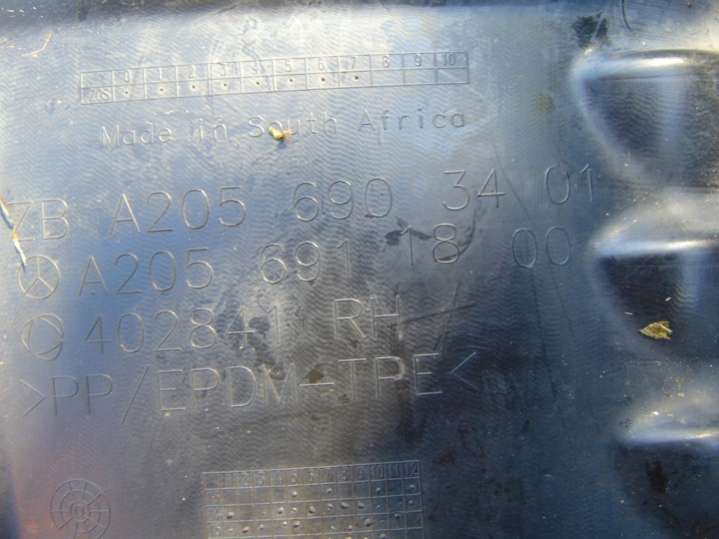 Made in South Africa
ZB A205 690 34 01
A205 691 18 00
402841 RH
>PP/EPDM-TPE<